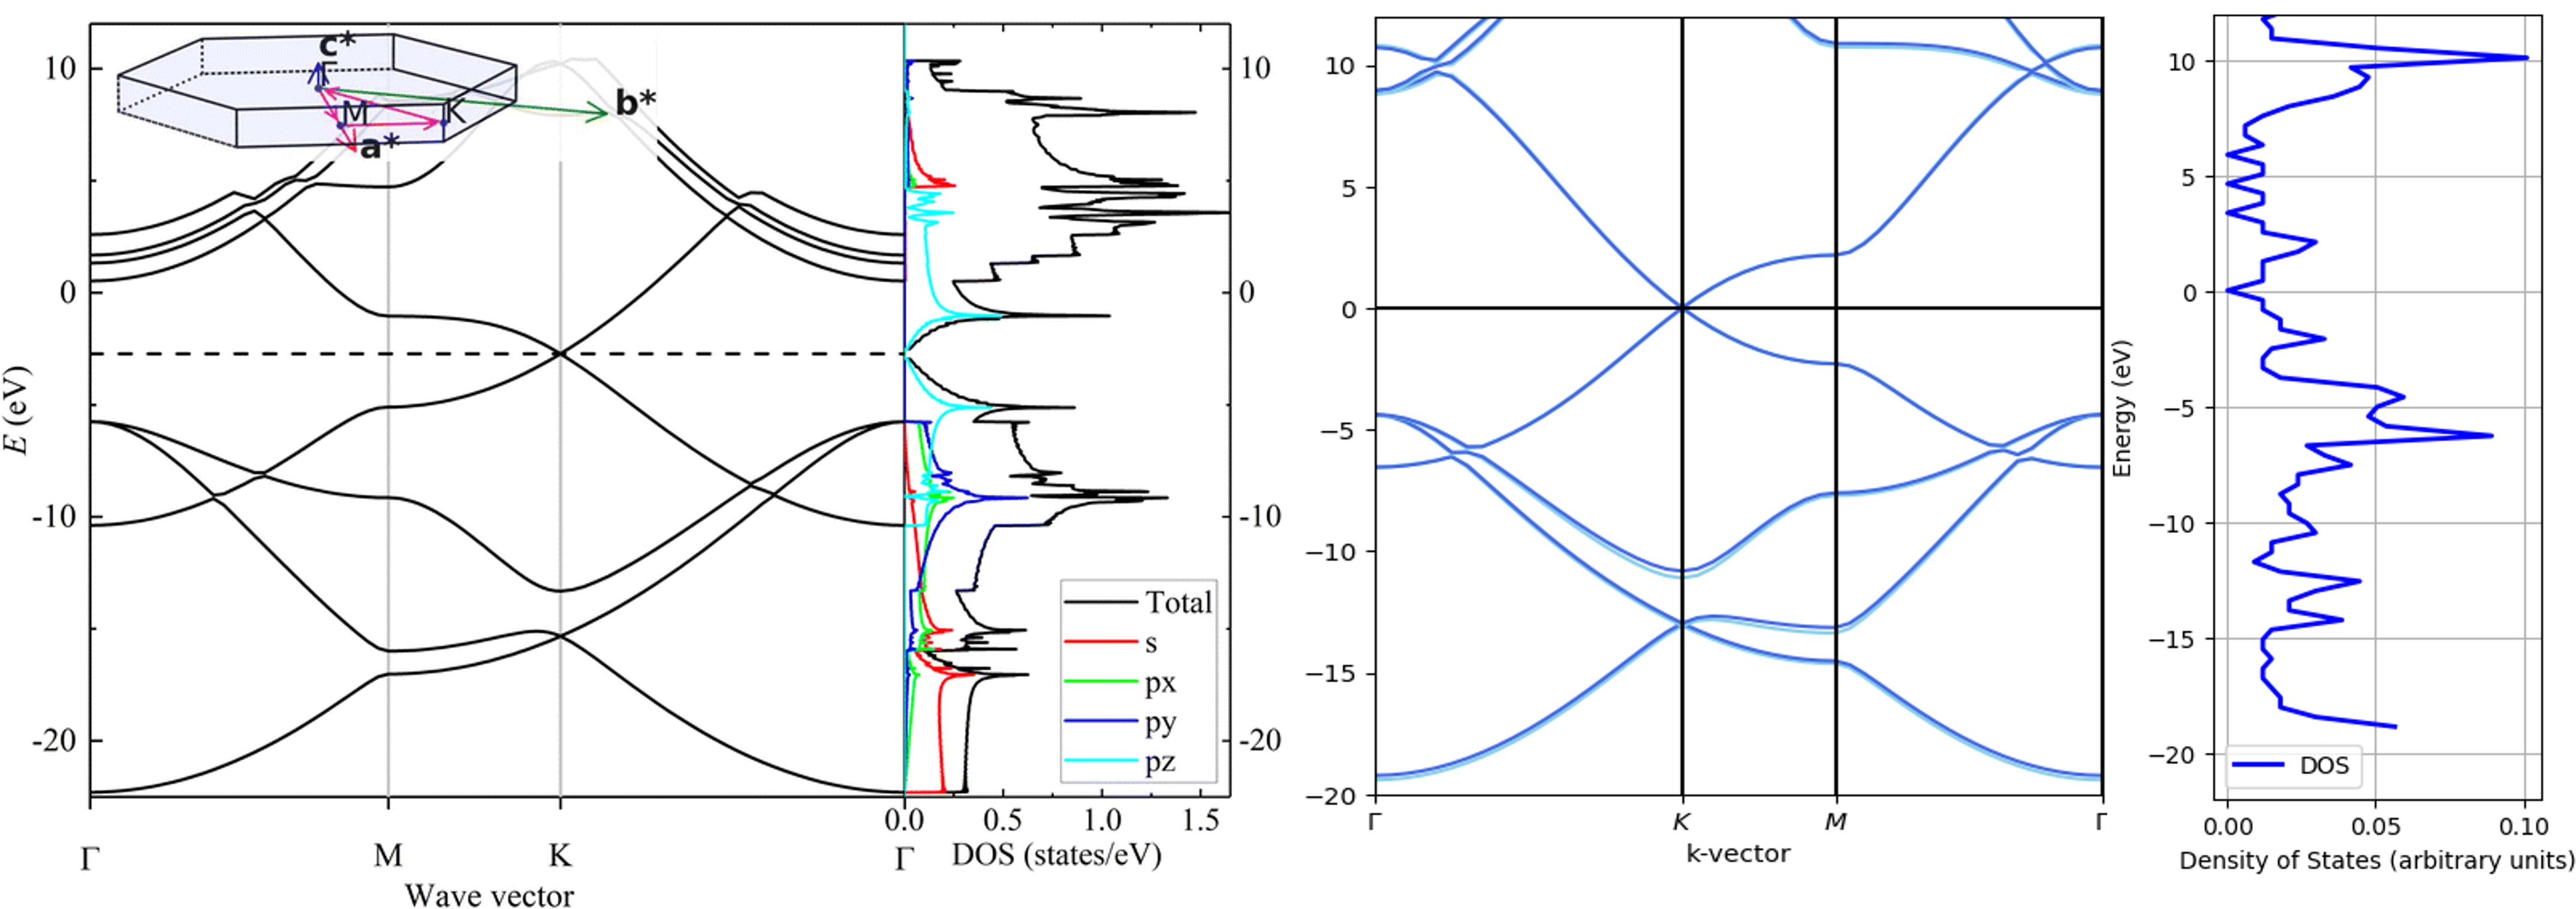 E (eV)
10
0
-10
-20
c*
Γ
M
K
b*
a*
Γ
M
K
Γ
Wave vector
10
0
-10
-20
Total
s
px
py
pz
0.0
0.5
1.0
1.5
DOS (states/eV)
10
5
0
−5
−10
−15
−20
Γ
K
M
Γ
k-vector
Energy (eV)
10
5
0
−5
−10
−15
−20
DOS
0.00
0.05
0.10
Density of States (arbitrary units)